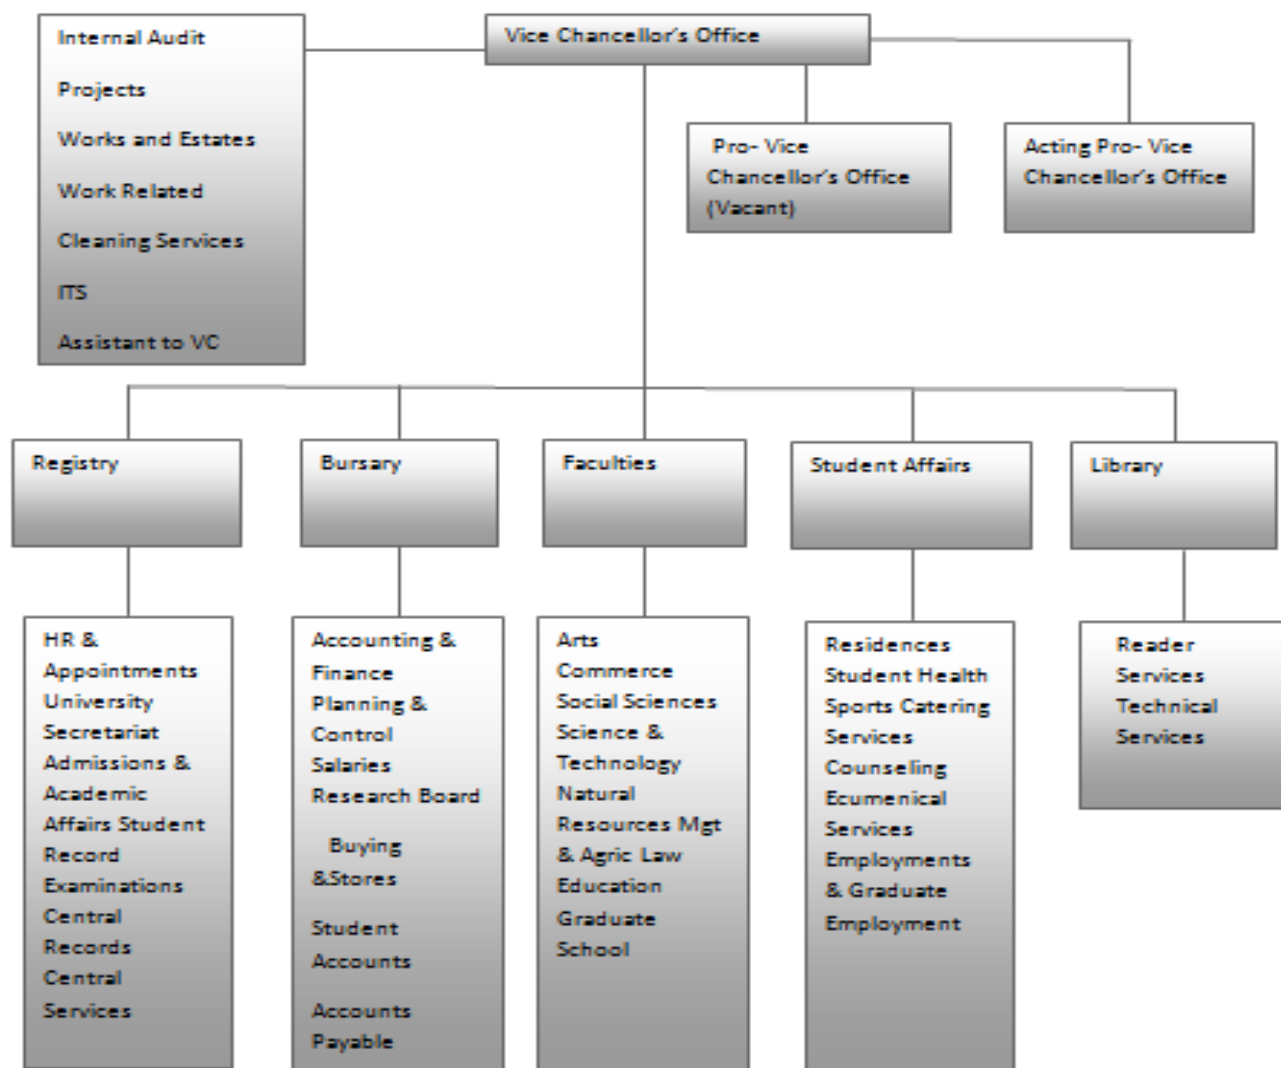 Internal Audit
Projects
Works and Estates
Work Related
Cleaning Services
ITS
Assistant to VC
Vice Chancellor's Office
Pro- Vice
Chancellor's Office
(Vacant)
Acting Pro- Vice
Chancellor's Office
Registry
Bursary
Faculties
Student Affairs
Library
HR &
Appointments
University
Secretariat
Admissions &
Academic
Affairs Student
Record
Examinations
Central
Records
Central
Services
Accounting &
Finance
Planning &
Control
Salaries
Research Board
Buying
&Stores
Student
Accounts
Accounts
Payable
Arts
Commerce
Social Sciences
Science &
Technology
Natural
Resources Mgt
& Agric Law
Education
Graduate
School
Residences
Student Health
Sports Catering
Services
Counseling
Ecumenical
Services
Employments
& Graduate
Employment
Reader
Services
Technical
Services